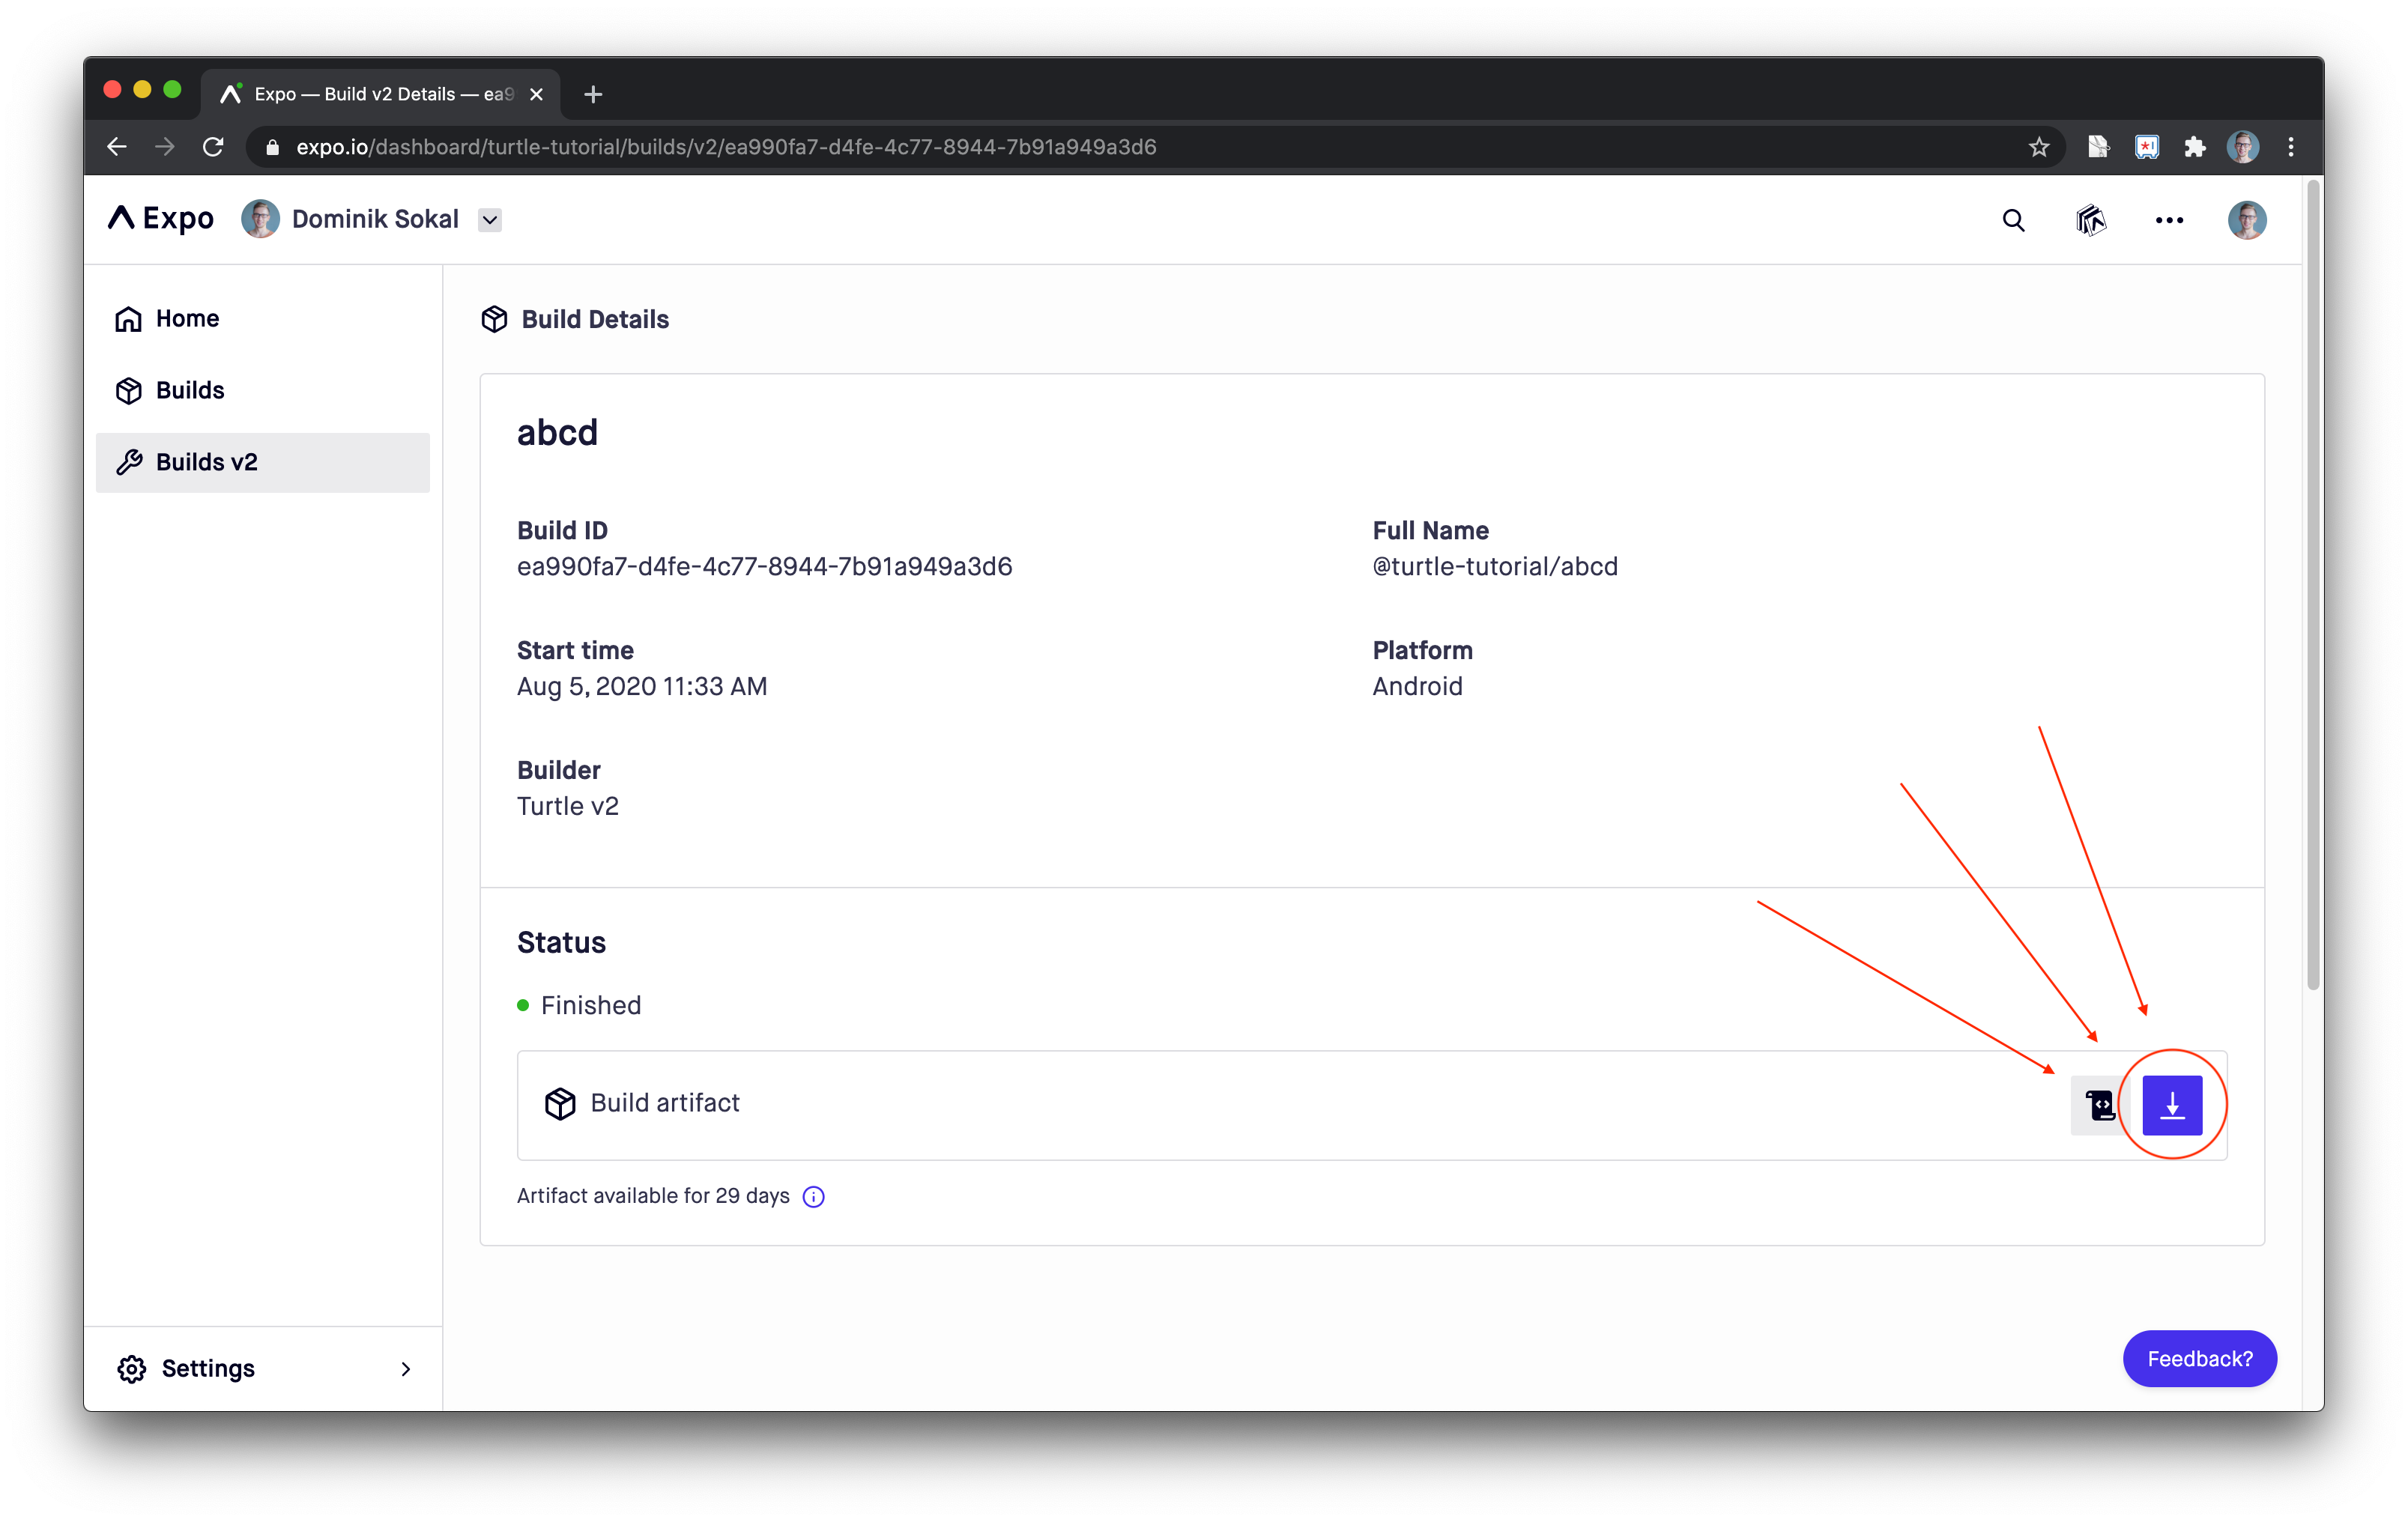 Expo — Build v2 Details — ea9
expo.io/dashboard/turtle-tutorial/builds/v2/ea990fa7-d4fe-4c77-8944-7b91a949a3d6
Expo
Dominik Sokal
Home
Builds
Builds v2
Build Details
abcd
Build ID
ea990fa7-d4fe-4c77-8944-7b91a949a3d6
Full Name
@turtle-tutorial/abcd
Start time
Aug 5, 2020 11:33 AM
Platform
Android
Builder
Turtle v2
Status
Finished
Build artifact
Artifact available for 29 days
Settings
Feedback?